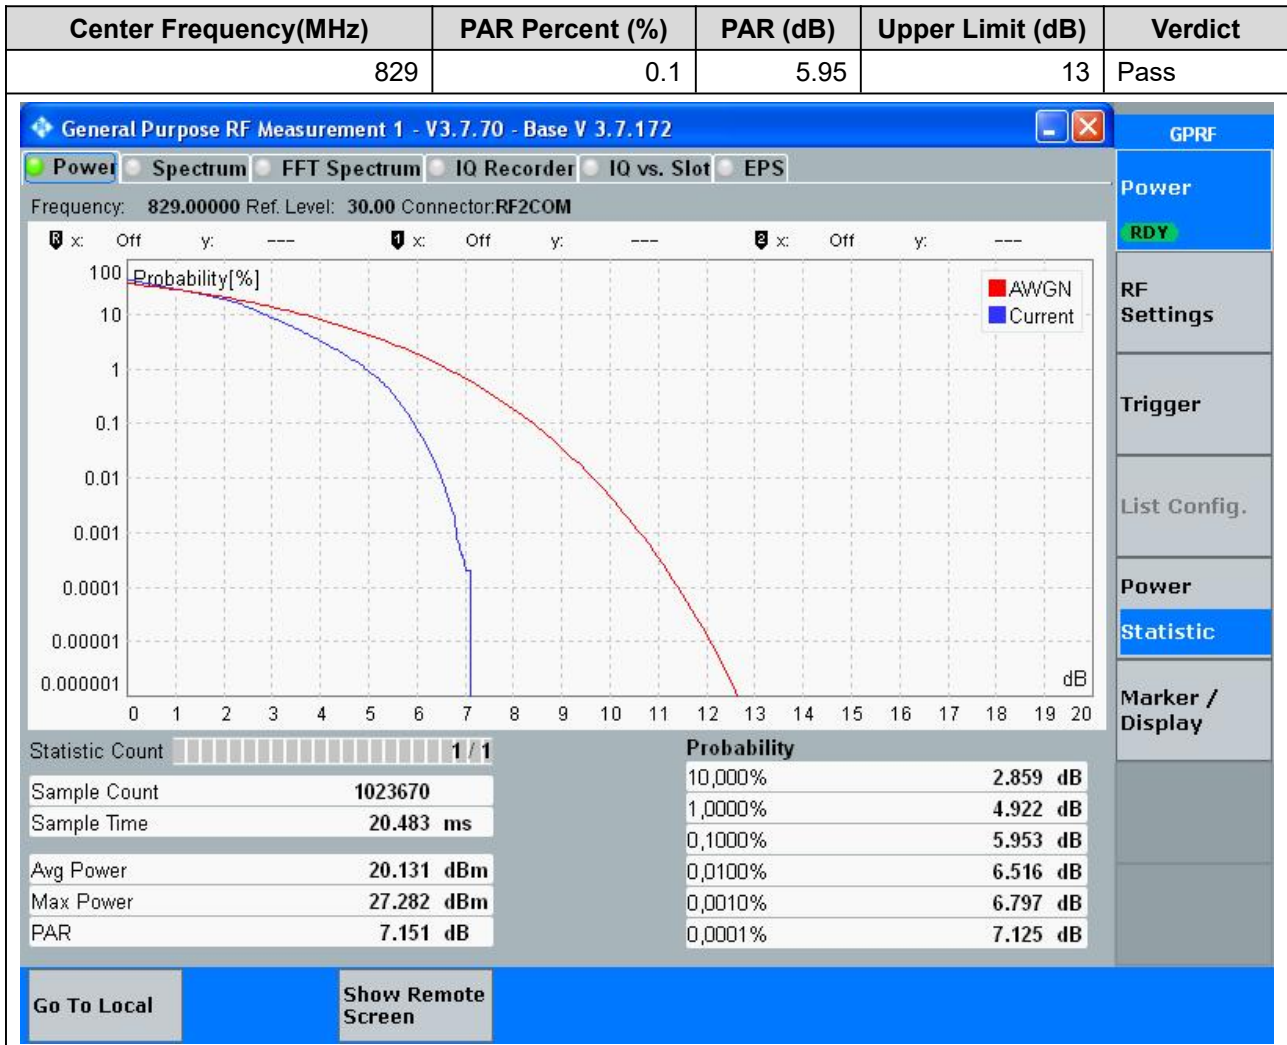 Center Frequency(MHz) PAR Percent (%) PAR (dB) Upper Limit (dB) Verdict
829 0.1 5.95 13 Pass
General Purpose RF Measurement 1 - V3.7.70 - Base V 3.7.172
GPRF
Power Spectrum FFT Spectrum IQ Recorder IQ vs. Slot EPS
Power
RDY
Frequency: 829.00000 Ref. Level: 30.00 Connector:RF2COM
R x: Off y: --- 1 x: Off y: --- 2 x: Off y: ---
Probability[%]
AWGN
Current
100
10
1
0.1
0.01
0.001
0.0001
0.00001
0.000001
dB
0 1 2 3 4 5 6 7 8 9 10 11 12 13 14 15 16 17 18 19 20
RF
Settings
Trigger
List Config.
Power
Statistic
Marker /
Display
Statistic Count 1 / 1
Sample Count 1023670
Sample Time 20.483 ms
Avg Power 20.131 dBm
Max Power 27.282 dBm
PAR 7.151 dB
Probability
10,000% 2.859 dB
1,0000% 4.922 dB
0,1000% 5.953 dB
0,0100% 6.516 dB
0,0010% 6.797 dB
0,0001% 7.125 dB
Go To Local
Show Remote
Screen